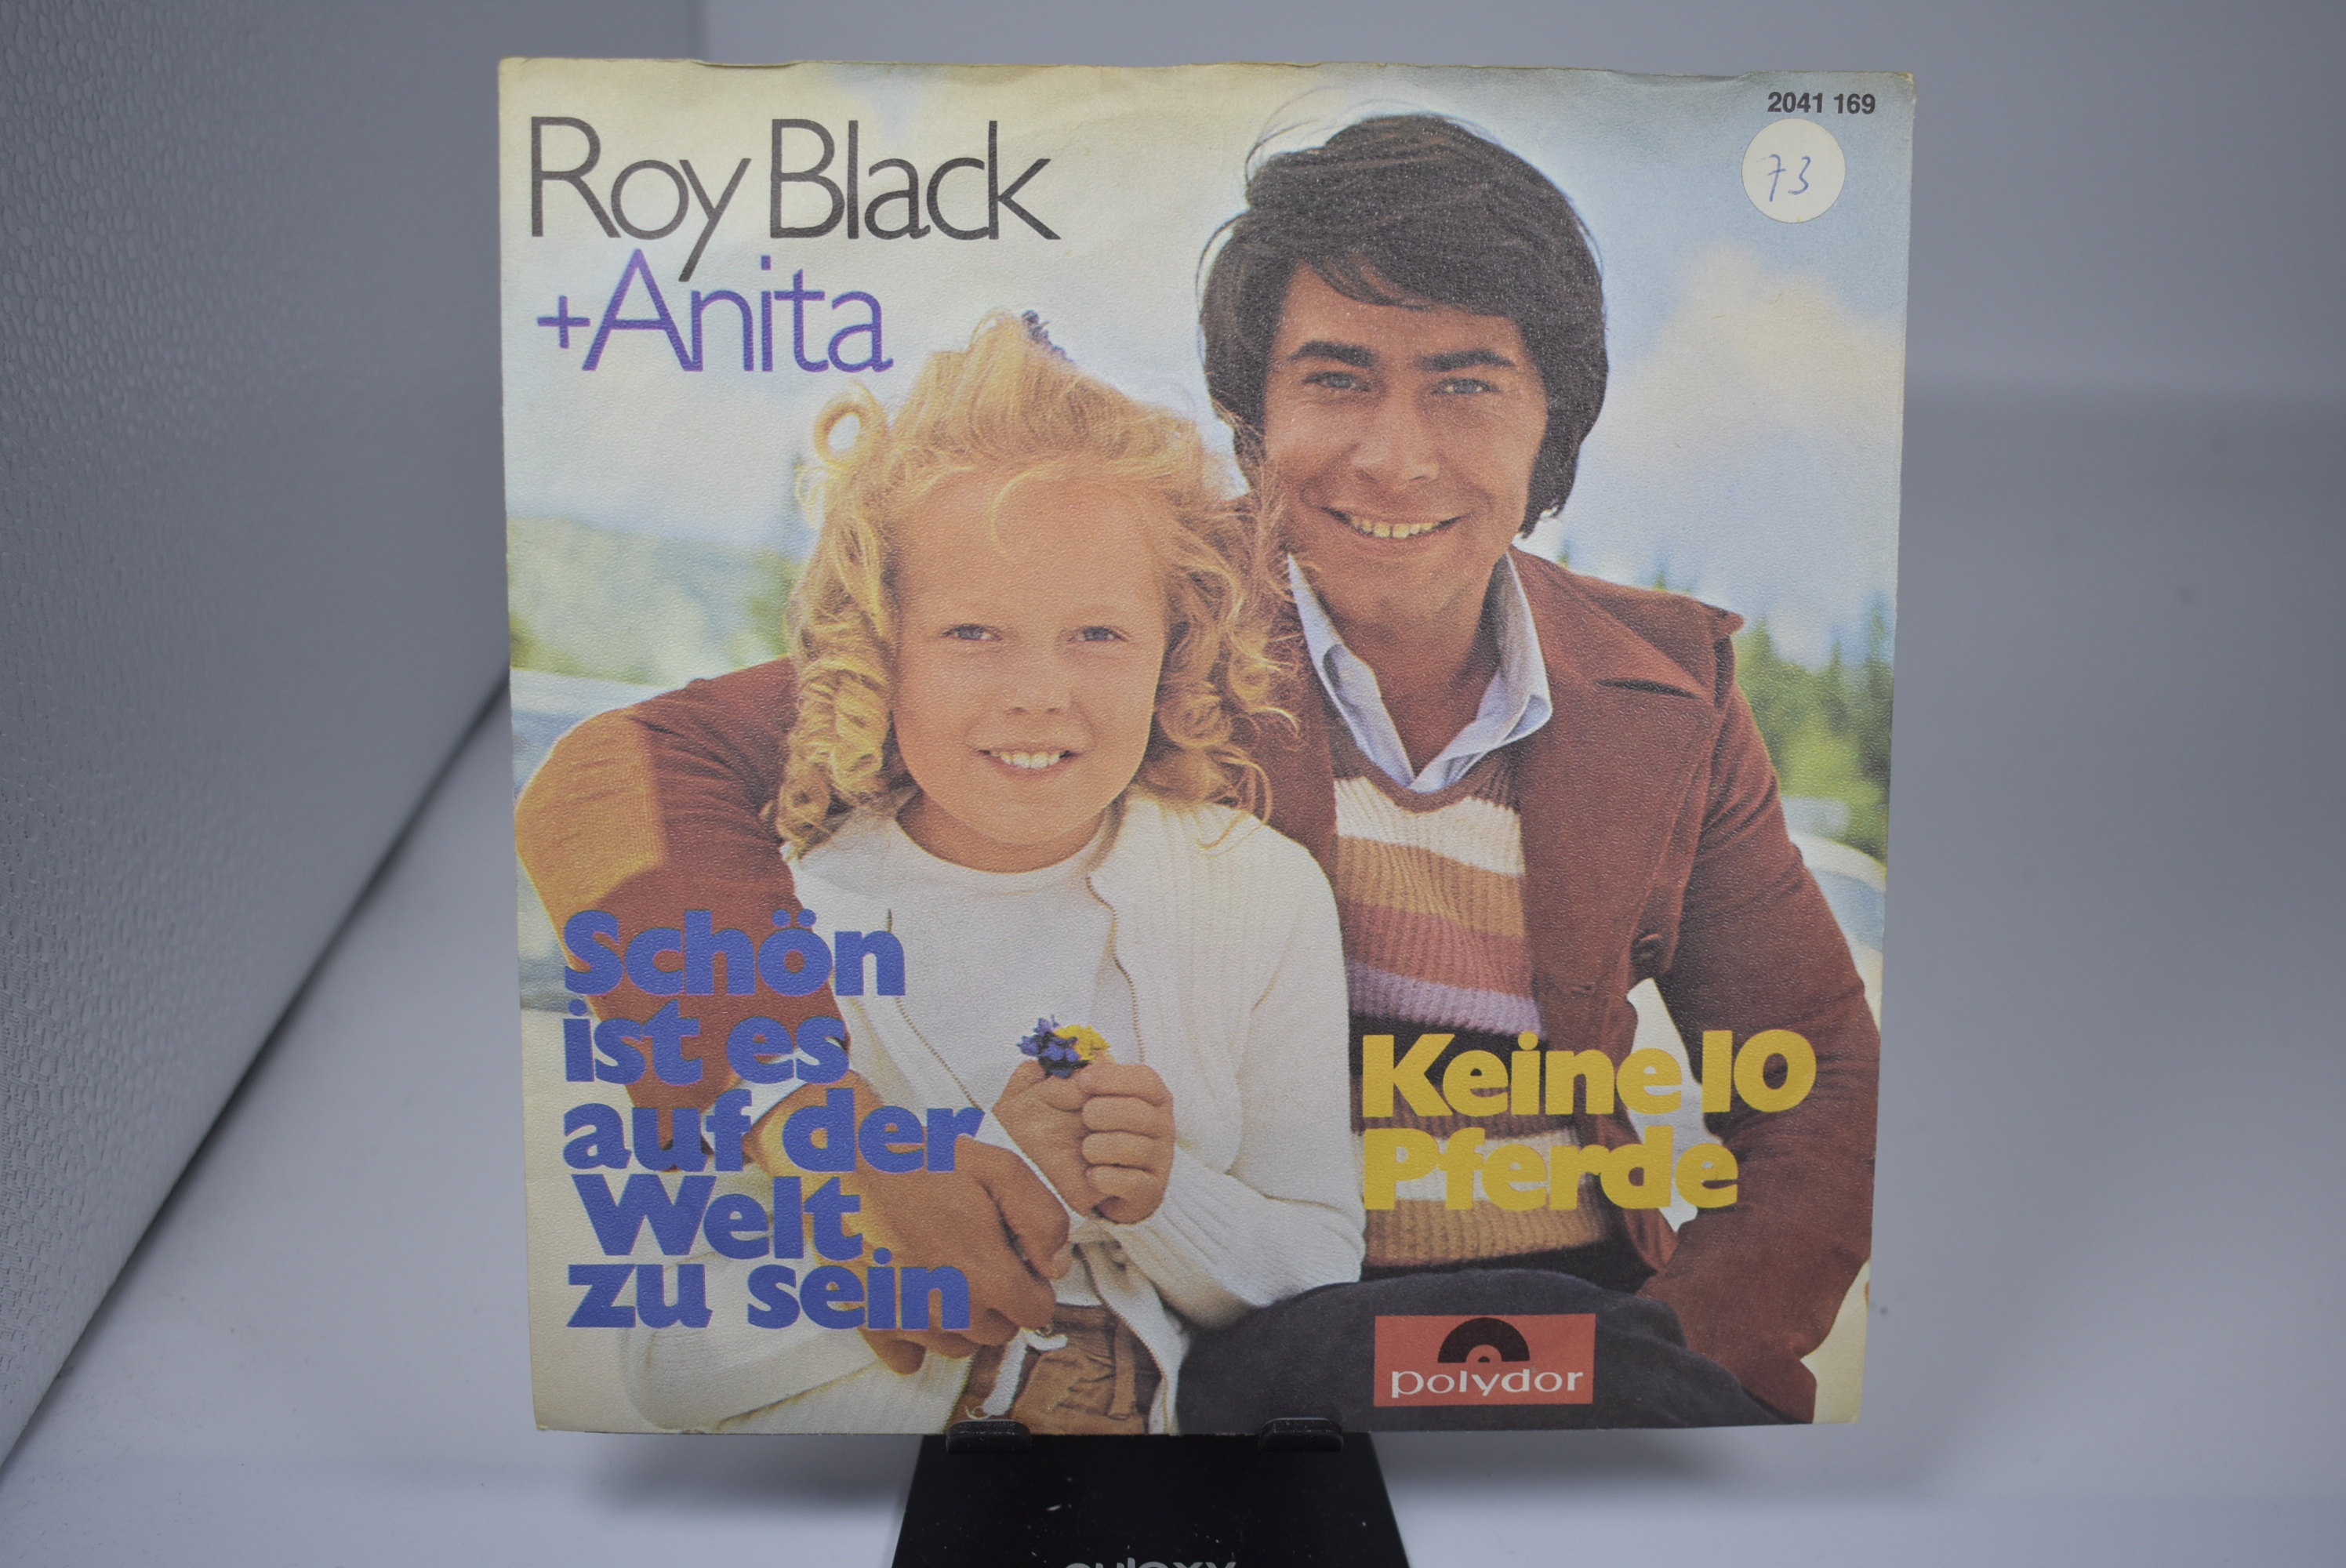 Roy Black
+Anita
2041 169
73
Schön
ist es
auf der
Welt
zu sein
Keine 10
Pferde
polydor